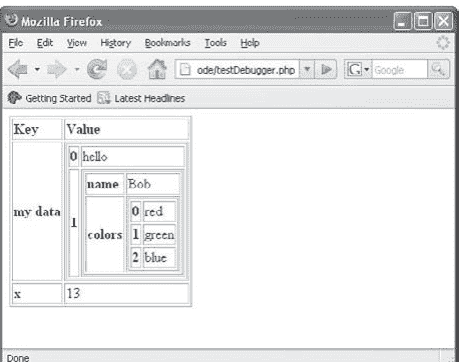 Mozilla Firefox
File Edit View History Bookmarks Tools Help
ode/testDebugger.php Google
Getting Started Latest Headlines
Key Value
my data 0 hello
1 name Bob
colors 0 red
1 green
2 blue
x 13
Done